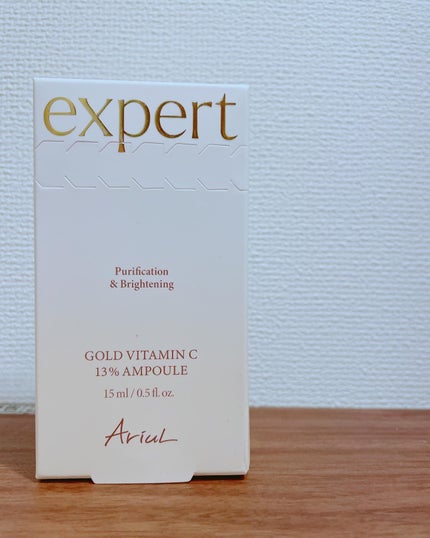 expert
Purification
& Brightening
GOLD VITAMIN C
13% AMPOULE
15 ml / 0.5 fl. oz.
Ariul